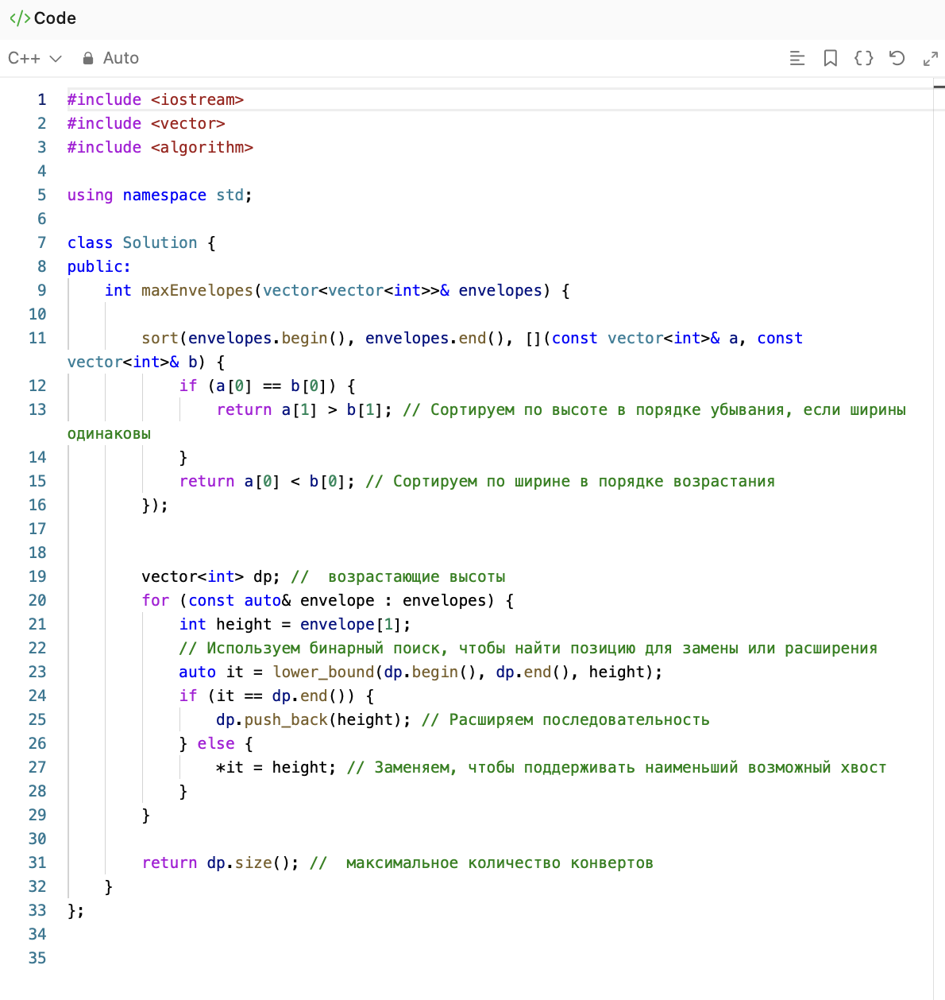 </> Code
C++ Auto
1 #include <iostream>
2 #include <vector>
3 #include <algorithm>
4
5 using namespace std;
6
7 class Solution {
8 public:
9     int maxEnvelopes(vector<vector<int>>& envelopes) {
10
11         sort(envelopes.begin(), envelopes.end(), [](const vector<int>& a, const
vector<int>& b) {
12             if (a[0] == b[0]) {
13                 return a[1] > b[1]; // Сортируем по высоте в порядке убывания, если ширины
одинаковы
14             }
15             return a[0] < b[0]; // Сортируем по ширине в порядке возрастания
16         });
17
18
19         vector<int> dp; //  возрастающие высоты
20         for (const auto& envelope : envelopes) {
21             int height = envelope[1];
22             // Используем бинарный поиск, чтобы найти позицию для замены или расширения
23             auto it = lower_bound(dp.begin(), dp.end(), height);
24             if (it == dp.end()) {
25                 dp.push_back(height); // Расширяем последовательность
26             } else {
27                 *it = height; // Заменяем, чтобы поддерживать наименьший возможный хвост
28             }
29         }
30
31         return dp.size(); //  максимальное количество конвертов
32     }
33 };
34
35